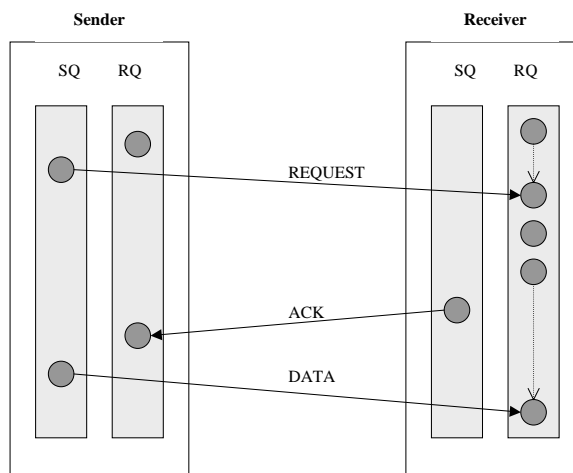 Sender
Receiver
SQ
RQ
SQ
RQ
REQUEST
ACK
DATA